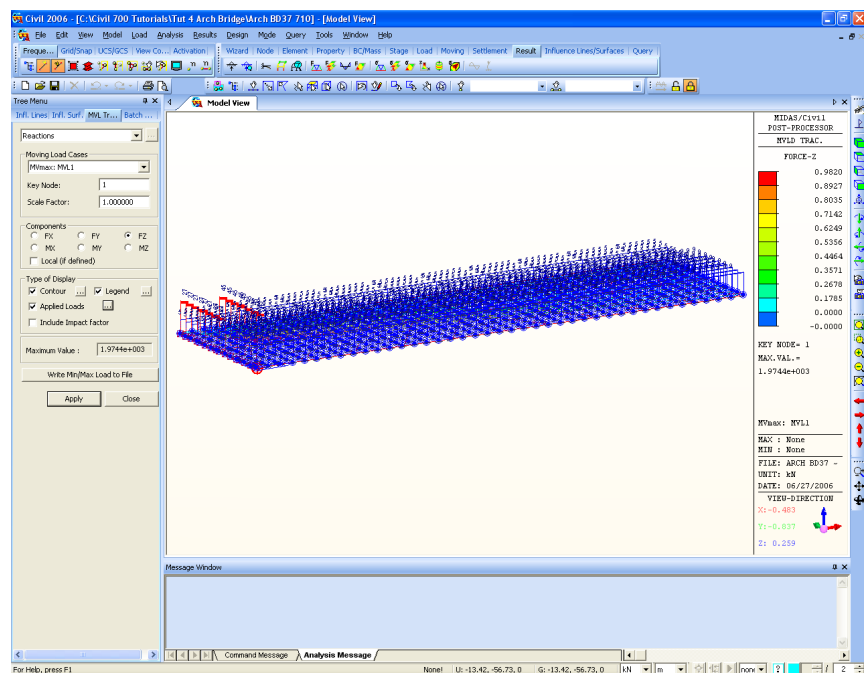 Civil 2006 - [C:\Civil 700 Tutorials\Tut 4 Arch Bridge\Arch BD37 710] - [Model View]
File Edit View Model Load Analysis Results Design Mode Query Tools Window Help
Freque... Grid/Snap UCS/GCS View Co... Activation
Wizard Node Element Property BC/Mass Stage Load Moving Settlement Result Influence Lines/Surfaces Query
Tree Menu
Infl. Lines Infl. Surf. MVL Tr... Batch ...
Reactions
Moving Load Cases
MVmax: MVL1
Key Node: 1
Scale Factor: 1.000000
Components
FX FY FZ
MX MY MZ
Local (if defined)
Type of Display
Contour ... Legend ...
Applied Loads ...
Include Impact factor
Maximum Value : 1.9744e+003
Write Min/Max Load to File
Apply Close
Model View
MIDAS/Civil
POST-PROCESSOR
MVLD TRAC.
FORCE-Z
0.9820
0.8927
0.8035
0.7142
0.6249
0.5356
0.4464
0.3571
0.2678
0.1785
0.0000
-0.0000
KEY NODE= 1
MAX.VAL.=
1.9744e+003
MVmax: MVL1
MAX : None
MIN : None
FILE: ARCH BD37 ~
UNIT: kN
DATE: 06/27/2006
VIEW-DIRECTION
X:-0.483
Y:-0.837
Z: 0.259
Message Window
Command Message Analysis Message
For Help, press F1
None! U: -13.42, -56.73, 0 G: -13.42, -56.73, 0 kN m none ? / 2